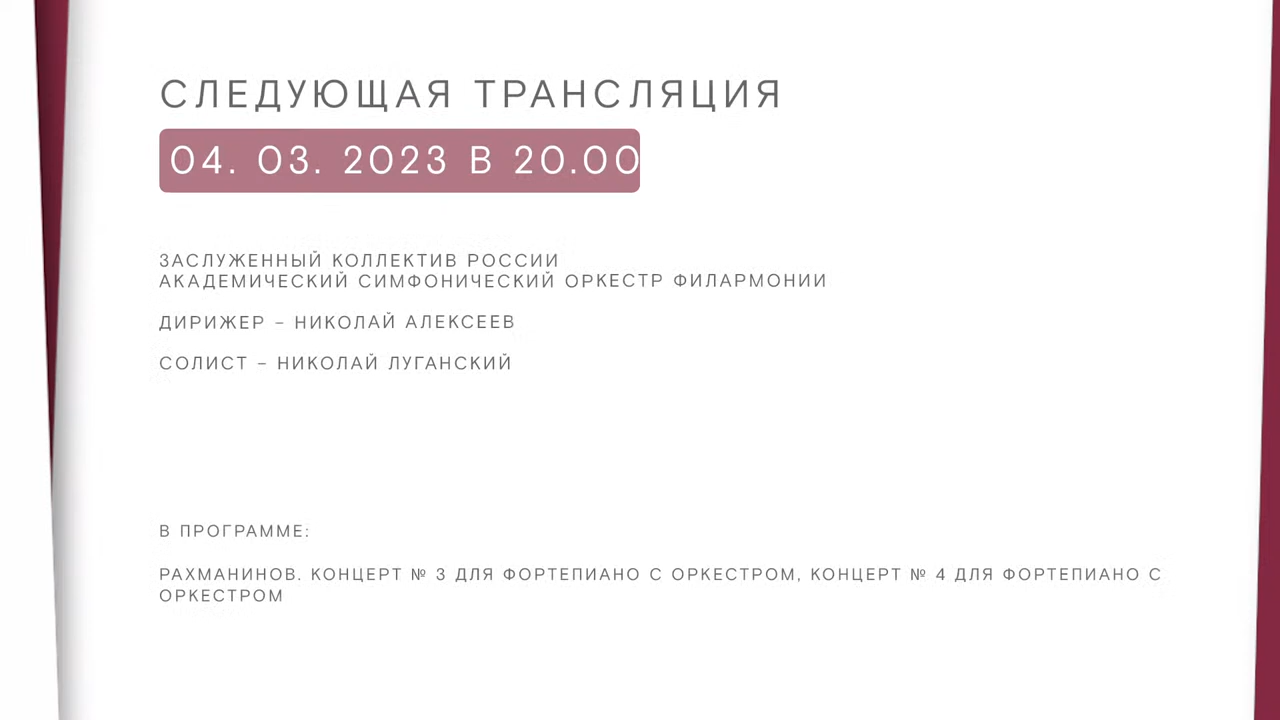 СЛЕДУЮЩАЯ ТРАНСЛЯЦИЯ
04. 03. 2023 В 20.00
ЗАСЛУЖЕННЫЙ КОЛЛЕКТИВ РОССИИ
АКАДЕМИЧЕСКИЙ СИМФОНИЧЕСКИЙ ОРКЕСТР ФИЛАРМОНИИ
ДИРИЖЕР – НИКОЛАЙ АЛЕКСЕЕВ
СОЛИСТ – НИКОЛАЙ ЛУГАНСКИЙ
В ПРОГРАММЕ:
РАХМАНИНОВ. КОНЦЕРТ № 3 ДЛЯ ФОРТЕПИАНО С ОРКЕСТРОМ, КОНЦЕРТ № 4 ДЛЯ ФОРТЕПИАНО С
ОРКЕСТРОМ